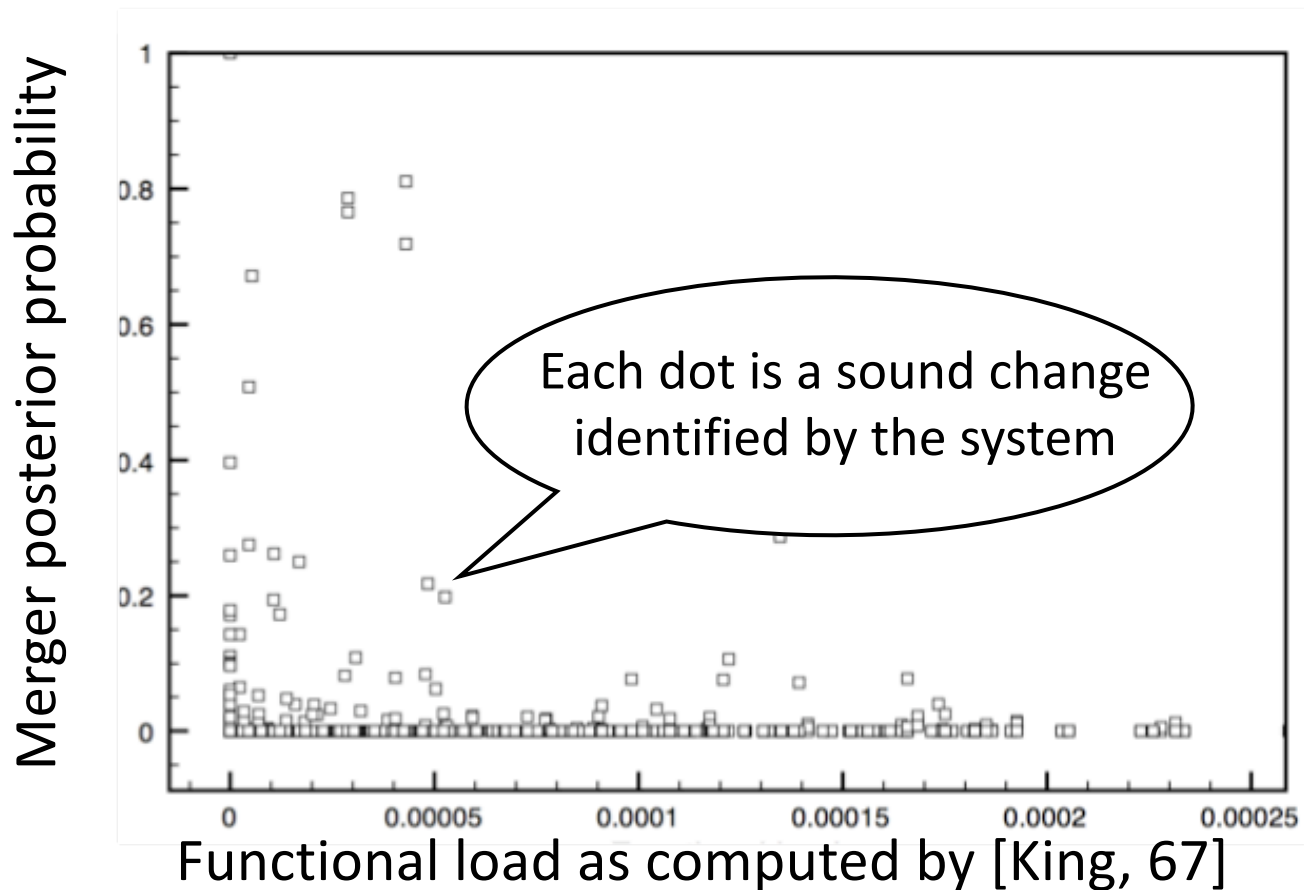 Merger posterior probability
1
0.8
0.6
0.4
0.2
0
Each dot is a sound change
identified by the system
0 0.00005 0.0001 0.00015 0.0002 0.00025
Functional load as computed by [King, 67]